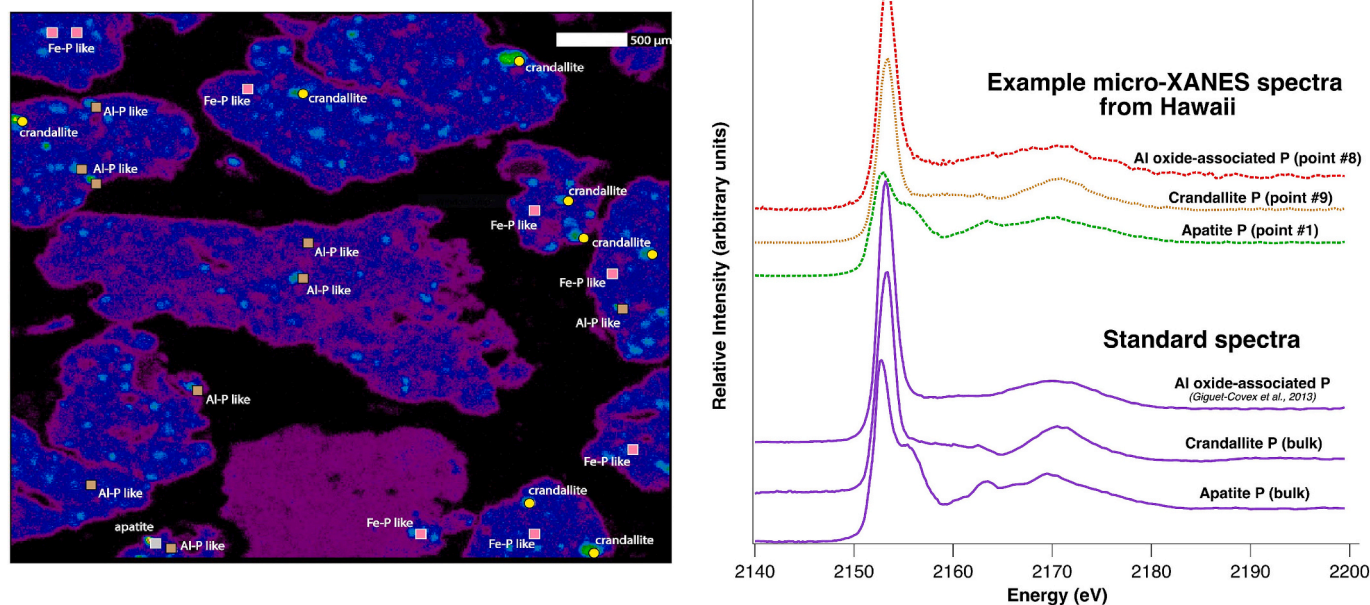 500 µm
Fe-P like
crandallite
Fe-P like
crandallite
Al-P like
crandallite
Al-P like
crandallite
Fe-P like
crandallite
Al-P like
Fe-P like
Al-P like
Al-P like
Al-P like
Fe-P like
Al-P like
crandallite
apatite
Fe-P like
Al-P like
Fe-P like
crandallite
Relative Intensity (arbitrary units)
Example micro-XANES spectra
from Hawaii
Al oxide-associated P (point #8)
Crandallite P (point #9)
Apatite P (point #1)
Standard spectra
Al oxide-associated P
(Giguet-Covex et al., 2013)
Crandallite P (bulk)
Apatite P (bulk)
2140 2150 2160 2170 2180 2190 2200
Energy (eV)